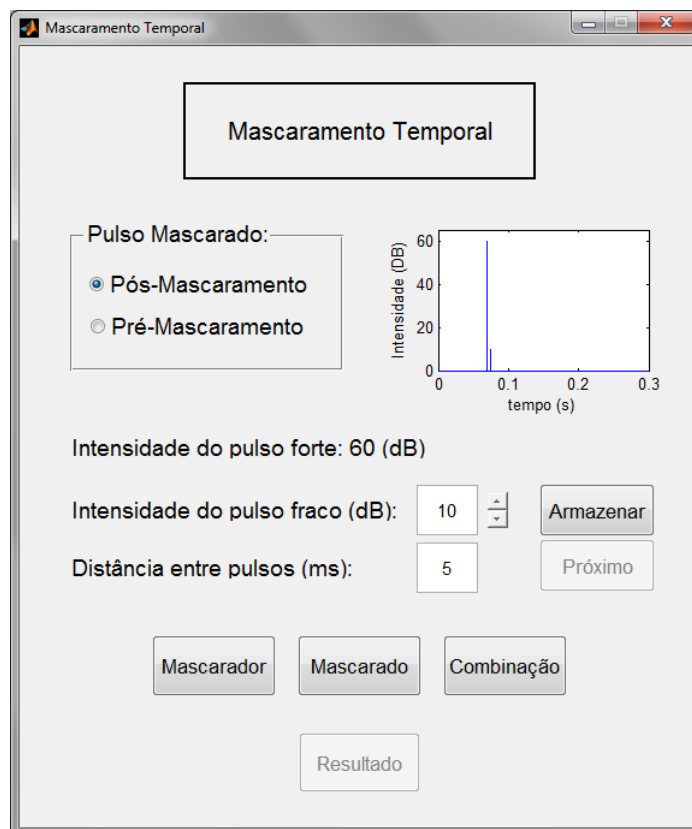 Mascaramento Temporal
Mascaramento Temporal
Pulso Mascarado:
Pós-Mascaramento
Pré-Mascaramento
Intensidade (DB)
60
40
20
0
0 0.1 0.2 0.3
tempo (s)
Intensidade do pulso forte: 60 (dB)
Intensidade do pulso fraco (dB): 10 Armazenar
Distância entre pulsos (ms): 5 Próximo
Mascarador Mascarado Combinação
Resultado